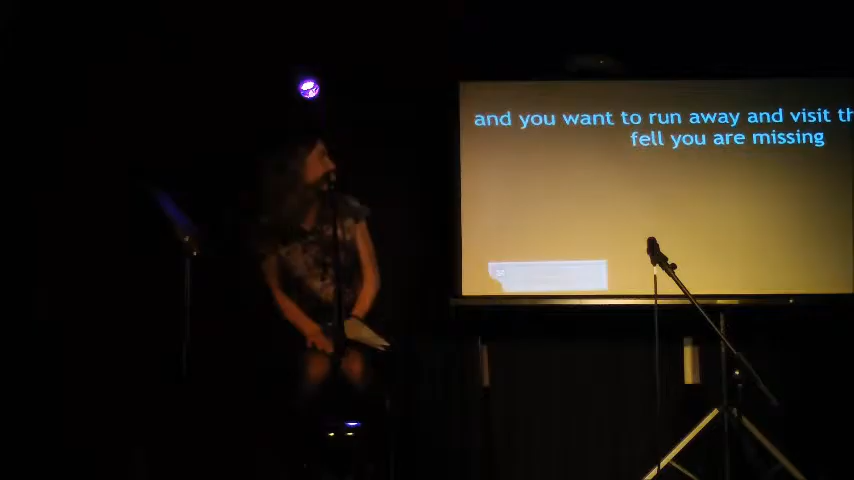 and you want to run away and visit th
fell you are missing